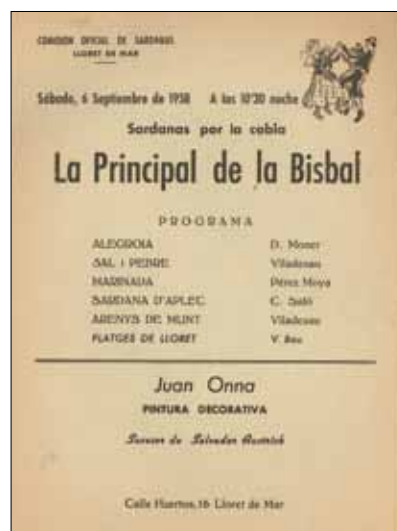 COMISIÓN OFICIAL DE SARDANAS
LLORET DE MAR
Sábado, 6 Septiembre de 1958 A las 10'30 noche
Sardanas por la cobla
La Principal de la Bisbal
PROGRAMA
ALEGROIA D. Moner
SAL I PEBRE Viladesau
MARINADA Pérez Moya
SARDANA D'APLEC C. Saló
ARENYS DE MUNT Viladesau
PLATGES DE LLORET V. Bou
Juan Onna
PINTURA DECORATIVA
Sucesor de Salvador
Calle Huertos, 16 Lloret de Mar